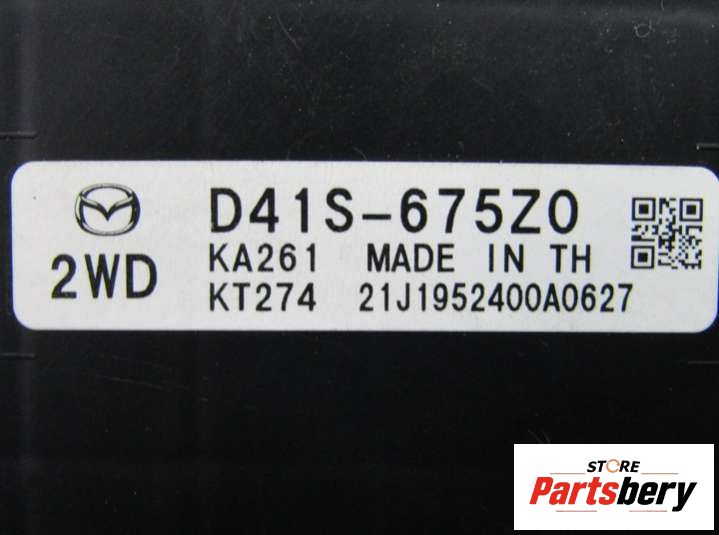 D41S-675Z0
2WD
KA261 MADE IN TH
KT274 21J1952400A0627
STORE
Partsbery